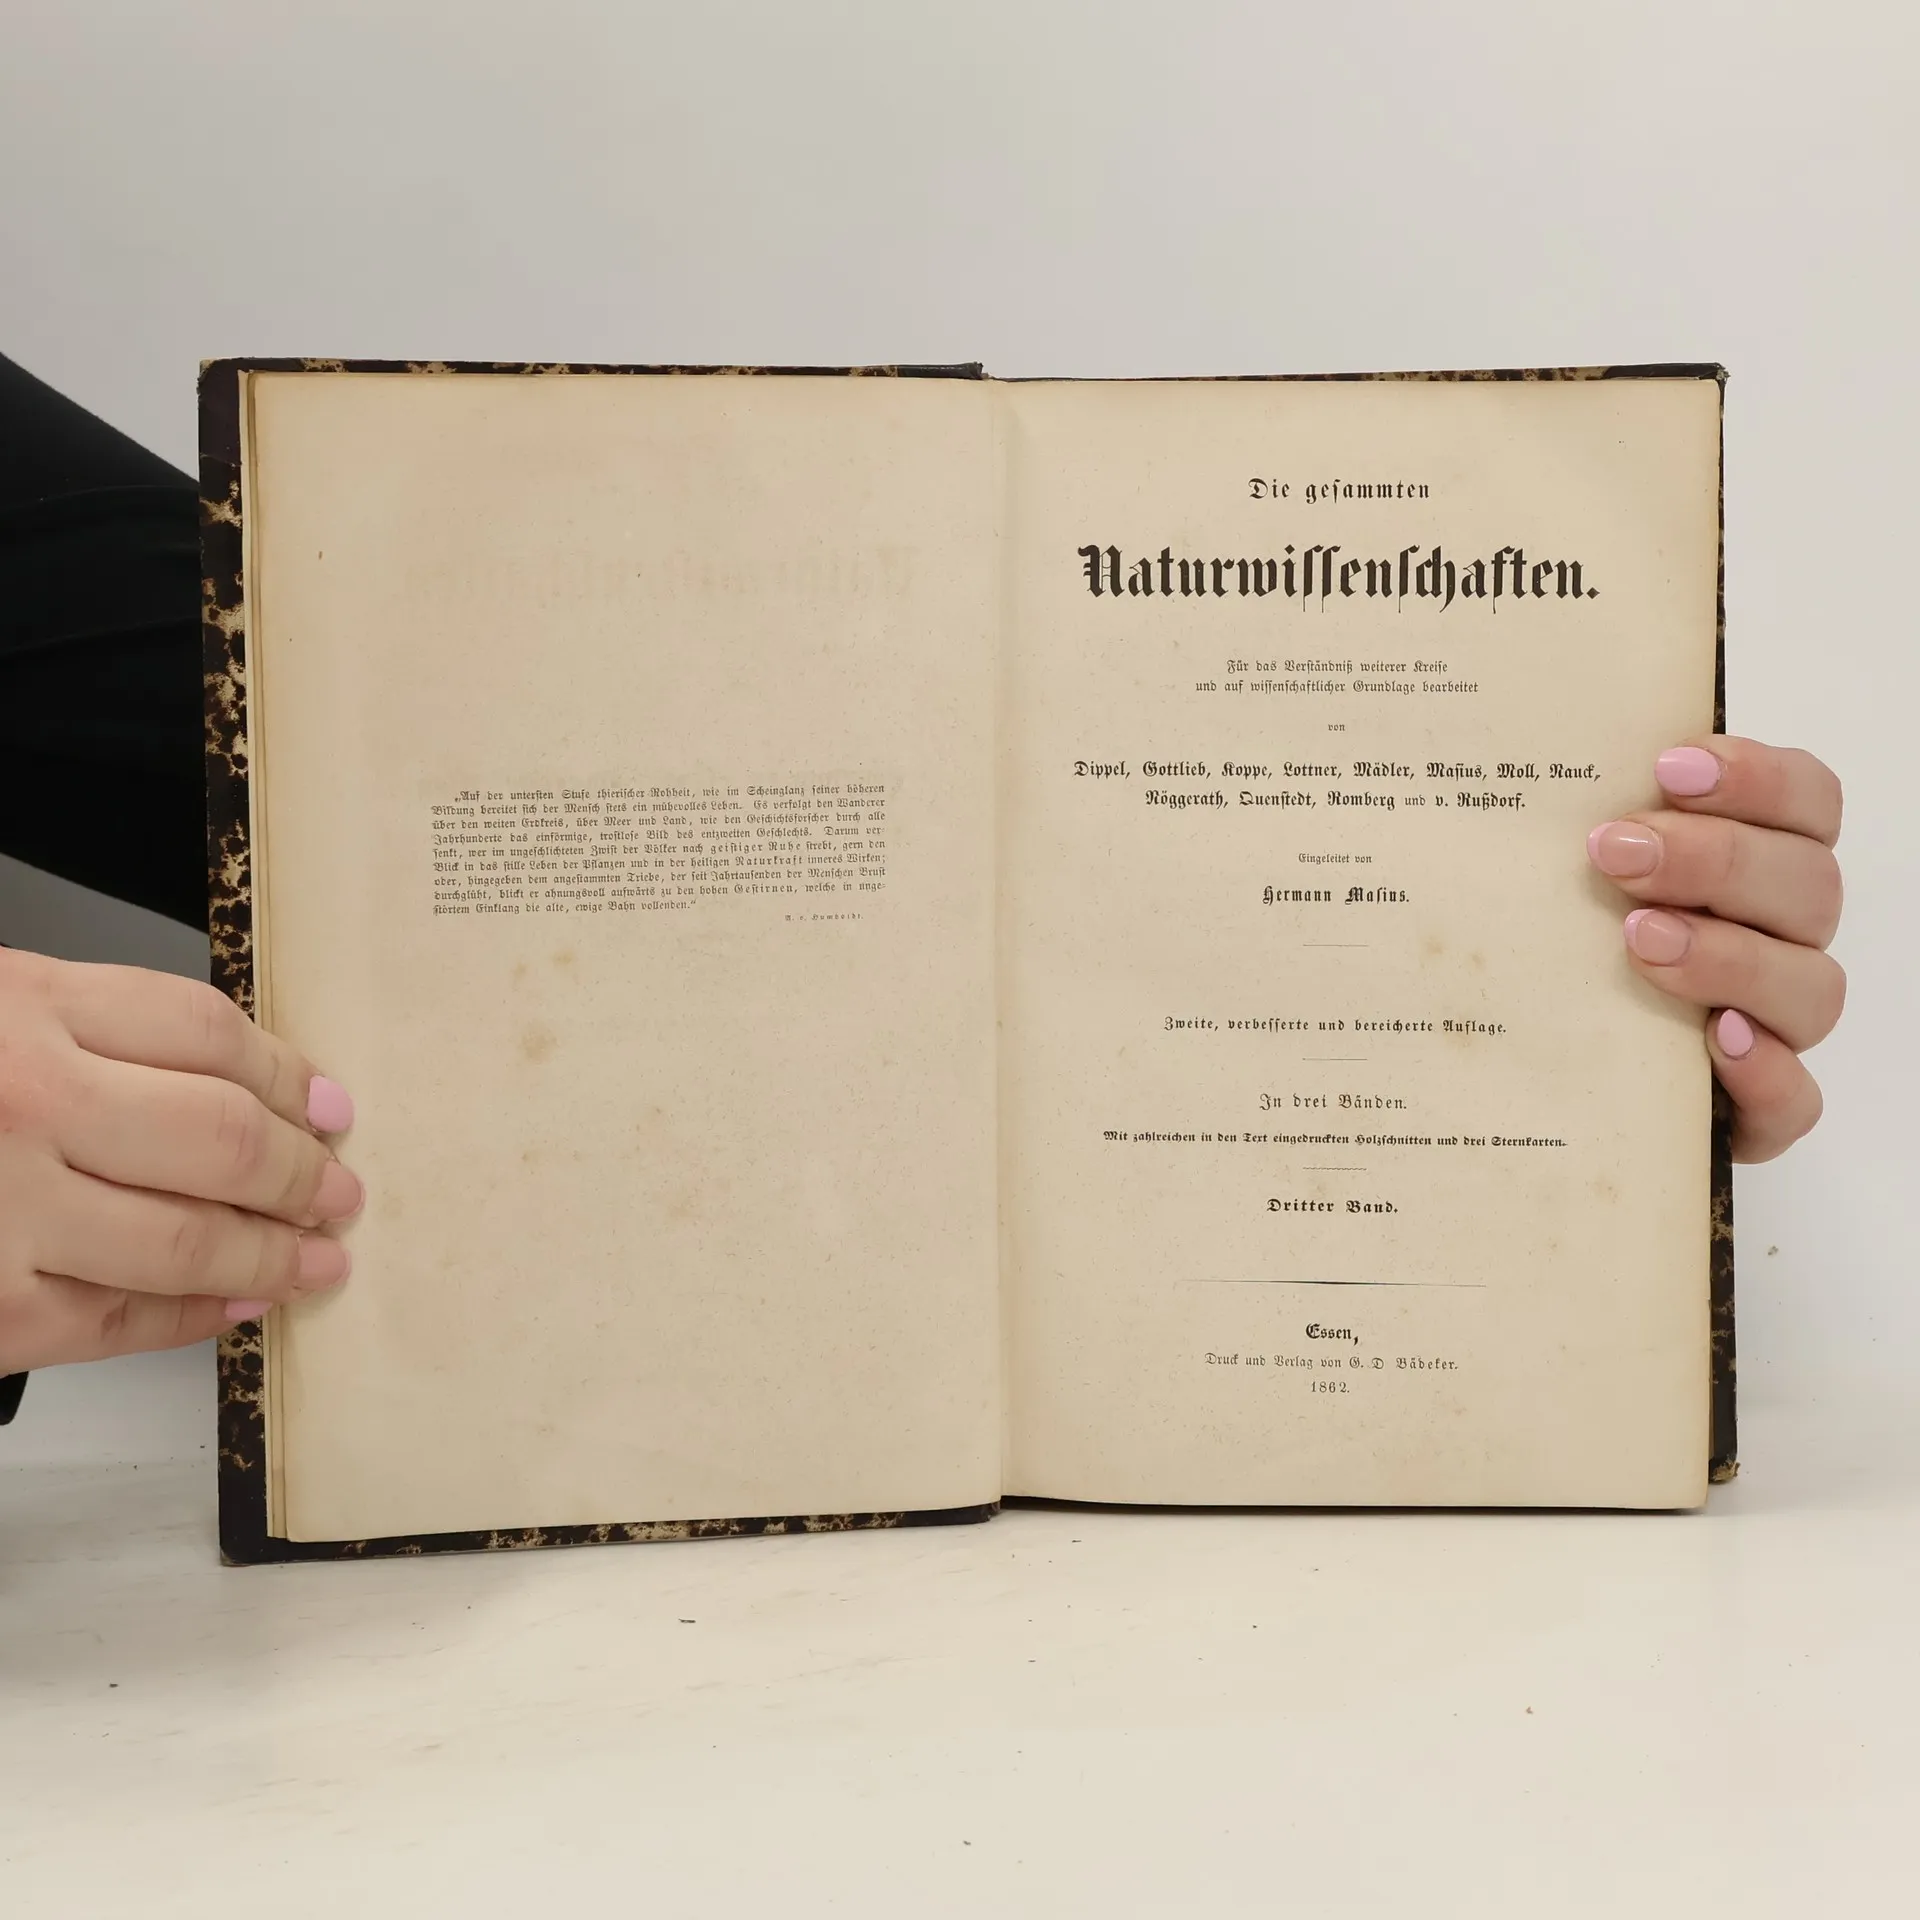 „Auf der untersten Stufe thierischer Rohheit, wie im Scheinglanz seiner höheren
Bildung bereitet sich der Mensch stets ein mühevolles Leben. Es verfolgt den Wanderer
über den weiten Erdkreis, über Meer und Land, wie den Geschichtsforscher durch alle
Jahrhunderte das einförmige, trostlose Bild des entzweiten Geschlechts. Darum ver-
senkt, wer im ungeschlichteten Zwist der Völker nach geistiger Ruhe strebt, gern den
Blick in das stille Leben der Pflanzen und in der heiligen Naturkraft inneres Wirken;
oder, hingegeben dem angestammten Triebe, der seit Jahrtausenden der Menschen Brust
durchglüht, blickt er ahnungsvoll aufwärts zu den hohen Gestirnen, welche in unge-
störtem Einklang die alte, ewige Bahn vollenden.“
A. v. Humboldt.
Die gesammten
Naturwissenschaften.
Für das Verständniß weiterer Kreise
und auf wissenschaftlicher Grundlage bearbeitet
von
Dippel, Gottlieb, Koppe, Lottner, Mädler, Masius, Moll, Nauck,
Nöggerath, Quenstedt, Romberg und v. Rußdorf.
Eingeleitet von
Hermann Masius.
Zweite, verbesserte und bereicherte Auflage.
In drei Bänden.
Mit zahlreichen in den Text eingedruckten Holzschnitten und drei Sternkarten.
Dritter Band.
Essen,
Druck und Verlag von G. D Bädeker.
1862.